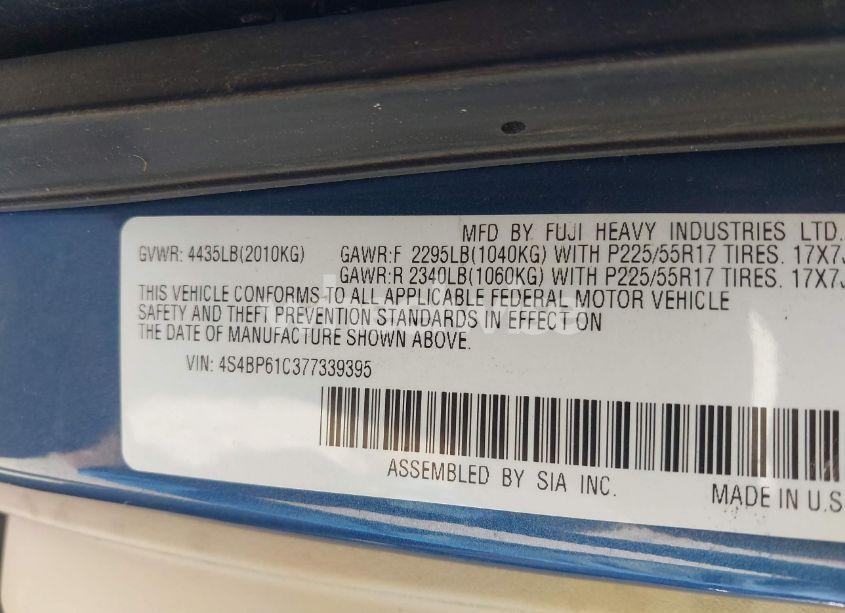 MFD BY FUJI HEAVY INDUSTRIES LTD.
GVWR: 4435LB(2010KG) GAWR:F 2295LB(1040KG) WITH P225/55R17 TIRES. 17X7J
GAWR:R 2340LB(1060KG) WITH P225/55R17 TIRES. 17X7J
THIS VEHICLE CONFORMS TO ALL APPLICABLE FEDERAL MOTOR VEHICLE
SAFETY AND THEFT PREVENTION STANDARDS IN EFFECT ON
THE DATE OF MANUFACTURE SHOWN ABOVE.
VIN: 4S4BP61C377339395
ASSEMBLED BY SIA INC.
MADE IN U.S